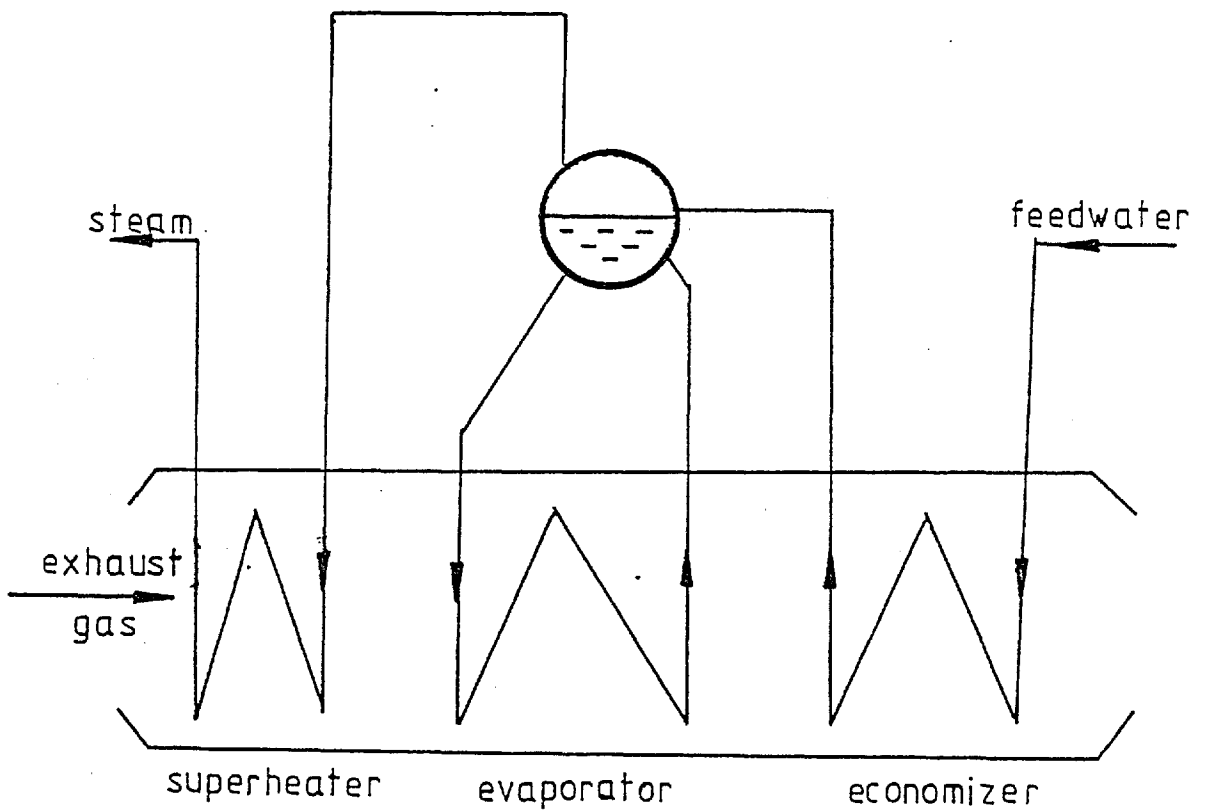 steam
feedwater
exhaust
gas
superheater
evaporator
economizer